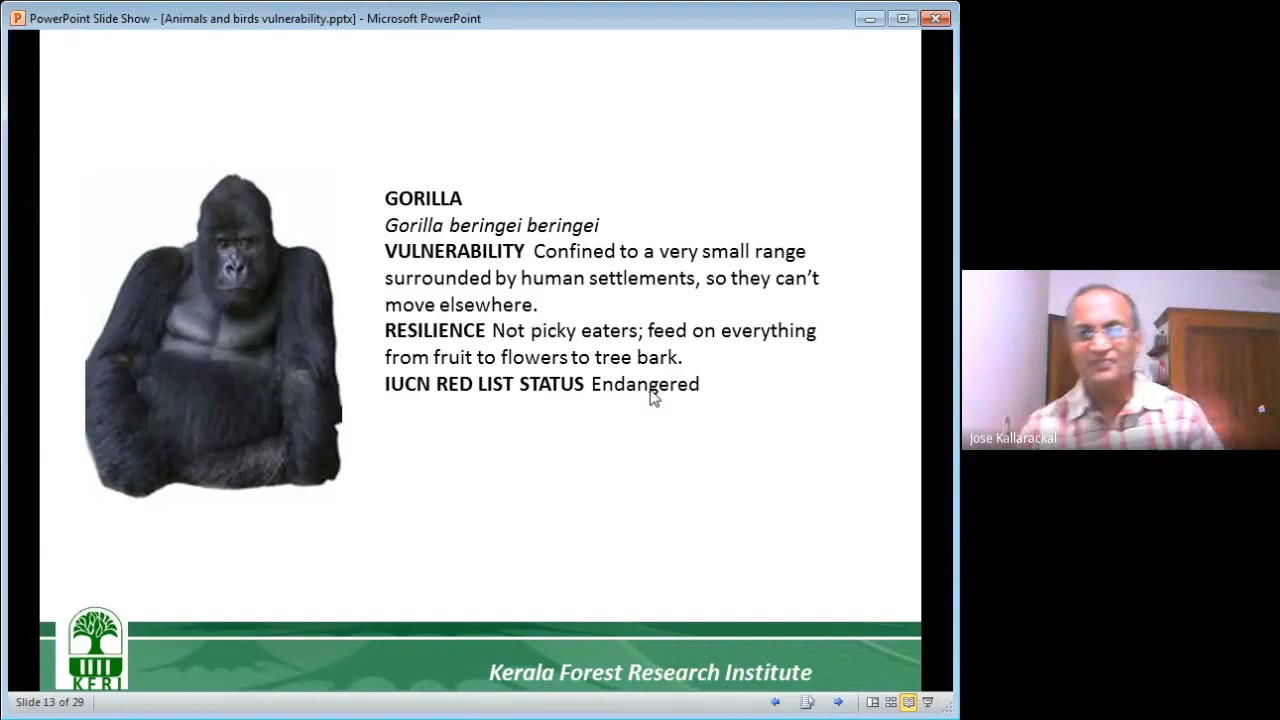 PowerPoint Slide Show - [Animals and birds vulnerability.pptx] - Microsoft PowerPoint
GORILLA
Gorilla beringei beringei
VULNERABILITY Confined to a very small range
surrounded by human settlements, so they can’t
move elsewhere.
RESILIENCE Not picky eaters; feed on everything
from fruit to flowers to tree bark.
IUCN RED LIST STATUS Endangered
Jose Kallarackal
KFRI
Kerala Forest Research Institute
Slide 13 of 29